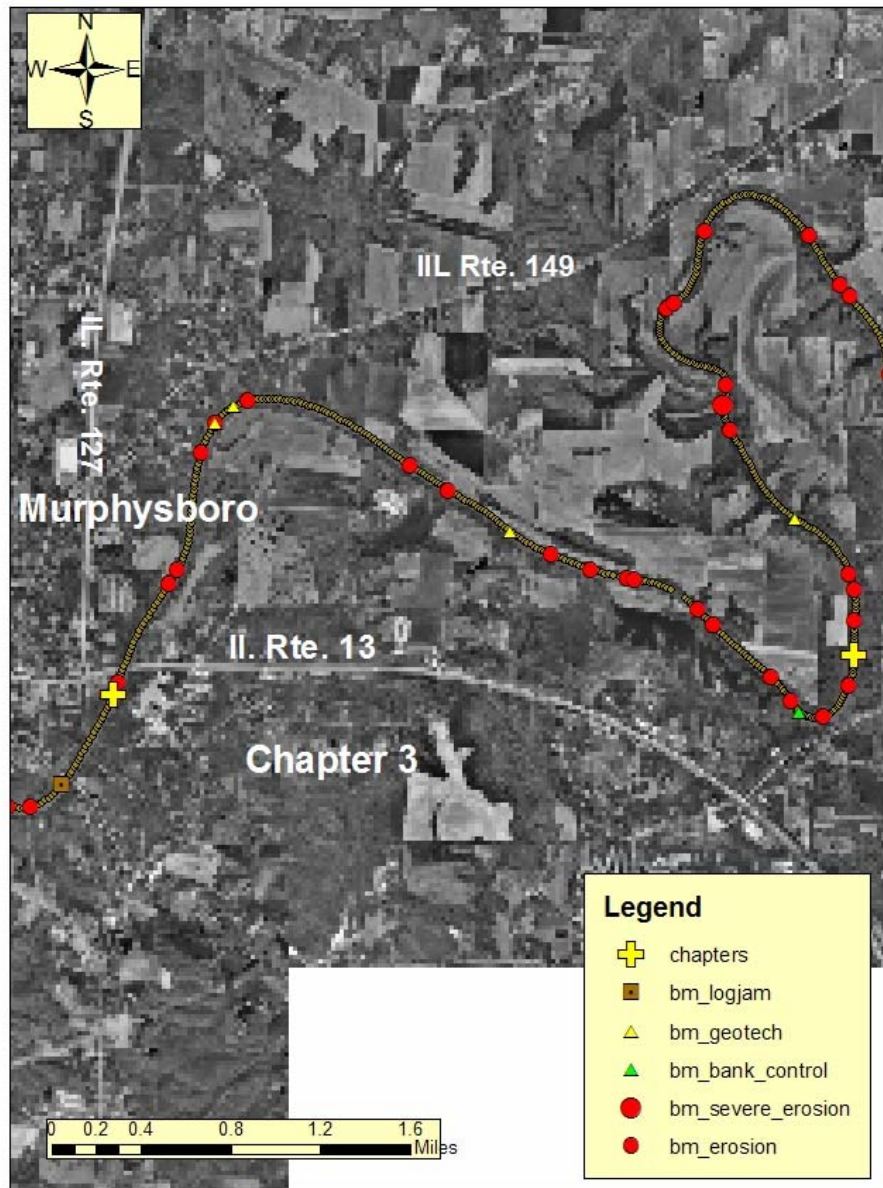 N
W E
S
IIL Rte. 149
IL. Rte. 127
Murphysboro
Il. Rte. 13
Chapter 3
Legend
chapters
bm_logjam
bm_geotech
bm_bank_control
bm_severe_erosion
bm_erosion
0 0.2 0.4 0.8 1.2 1.6
Miles